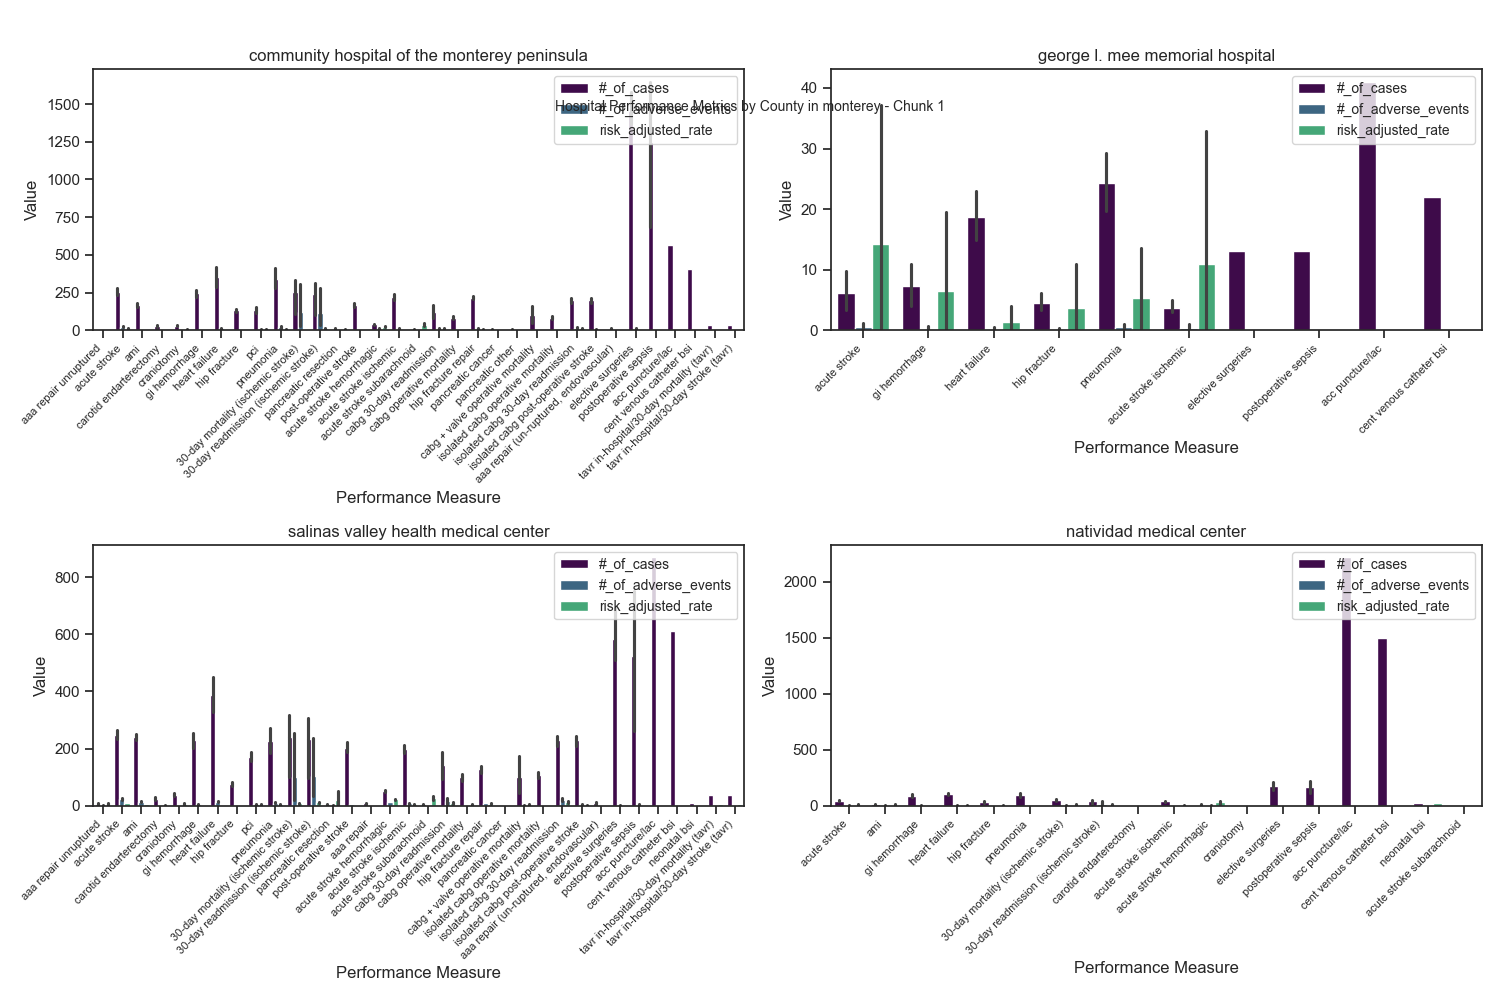 community hospital of the monterey peninsula
Value
1500
1250
1000
750
500
250
0
#_of_cases
#_of_adverse_events
risk_adjusted_rate
Hospital Performance Metrics by County in monterey - Chunk 1
aaa repair unruptured
acute stroke
ami
carotid endarterectomy
craniotomy
gi hemorrhage
heart failure
hip fracture
pci
pneumonia
30-day mortality (ischemic stroke)
30-day readmission (ischemic stroke)
pancreatic resection
post-operative stroke
acute stroke hemorrhagic
acute stroke ischemic
acute stroke subarachnoid
cabg 30-day readmission
cabg operative mortality
hip fracture repair
pancreatic cancer
pancreatic other
cabg + valve operative mortality
isolated cabg operative mortality
isolated cabg 30-day readmission
isolated cabg post-operative stroke
aaa repair (un-ruptured, endovascular)
elective surgeries
postoperative sepsis
acc puncture/lac
cent venous catheter bsi
tavr in-hospital/30-day mortality (tavr)
tavr in-hospital/30-day stroke (tavr)
Performance Measure
george l. mee memorial hospital
Value
40
30
20
10
0
#_of_cases
#_of_adverse_events
risk_adjusted_rate
acute stroke
gi hemorrhage
heart failure
hip fracture
pneumonia
acute stroke ischemic
elective surgeries
postoperative sepsis
acc puncture/lac
cent venous catheter bsi
Performance Measure
salinas valley health medical center
Value
800
600
400
200
0
#_of_cases
#_of_adverse_events
risk_adjusted_rate
aaa repair unruptured
acute stroke
ami
carotid endarterectomy
craniotomy
gi hemorrhage
heart failure
hip fracture
pci
pneumonia
30-day mortality (ischemic stroke)
30-day readmission (ischemic stroke)
pancreatic resection
post-operative stroke
aaa repair
acute stroke hemorrhagic
acute stroke ischemic
acute stroke subarachnoid
cabg 30-day readmission
cabg operative mortality
hip fracture repair
pancreatic cancer
cabg + valve operative mortality
isolated cabg operative mortality
isolated cabg 30-day readmission
isolated cabg post-operative stroke
aaa repair (un-ruptured, endovascular)
elective surgeries
postoperative sepsis
acc puncture/lac
cent venous catheter bsi
neonatal bsi
tavr in-hospital/30-day mortality (tavr)
tavr in-hospital/30-day stroke (tavr)
Performance Measure
natividad medical center
Value
2000
1500
1000
500
0
#_of_cases
#_of_adverse_events
risk_adjusted_rate
acute stroke
ami
gi hemorrhage
heart failure
hip fracture
pneumonia
30-day mortality (ischemic stroke)
30-day readmission (ischemic stroke)
carotid endarterectomy
acute stroke ischemic
acute stroke hemorrhagic
craniotomy
elective surgeries
postoperative sepsis
acc puncture/lac
cent venous catheter bsi
neonatal bsi
acute stroke subarachnoid
Performance Measure